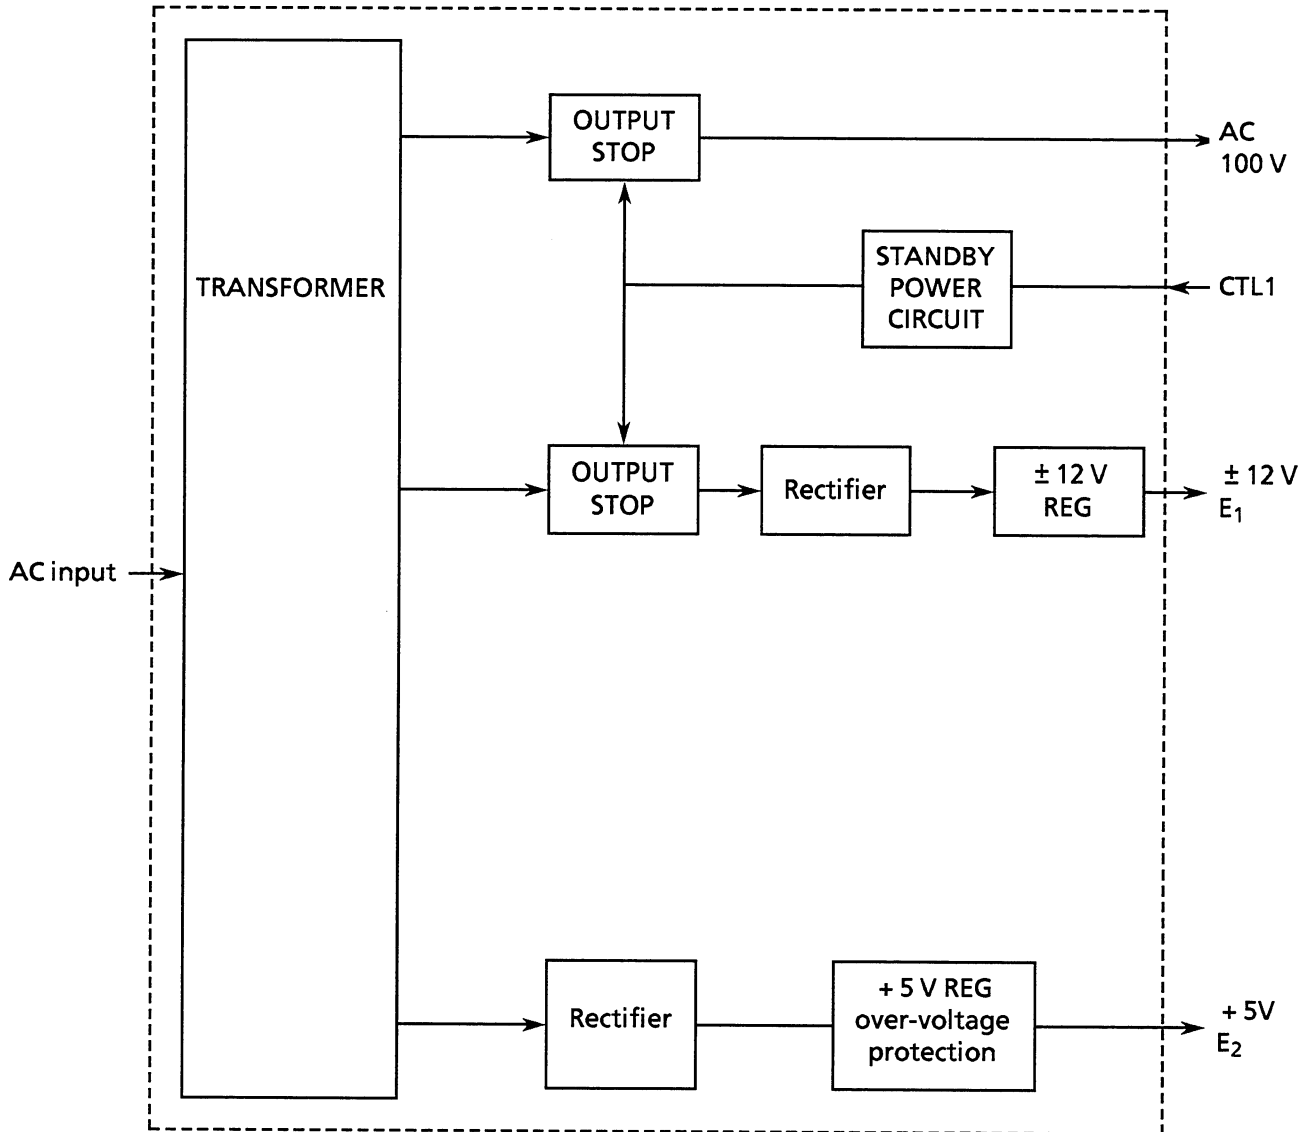 OUTPUT
STOP
AC
100 V
TRANSFORMER
STANDBY
POWER
CIRCUIT
CTL1
OUTPUT
STOP
Rectifier
± 12 V
REG
± 12 V
E1
AC input
Rectifier
+ 5 V REG
over-voltage
protection
+ 5V
E2